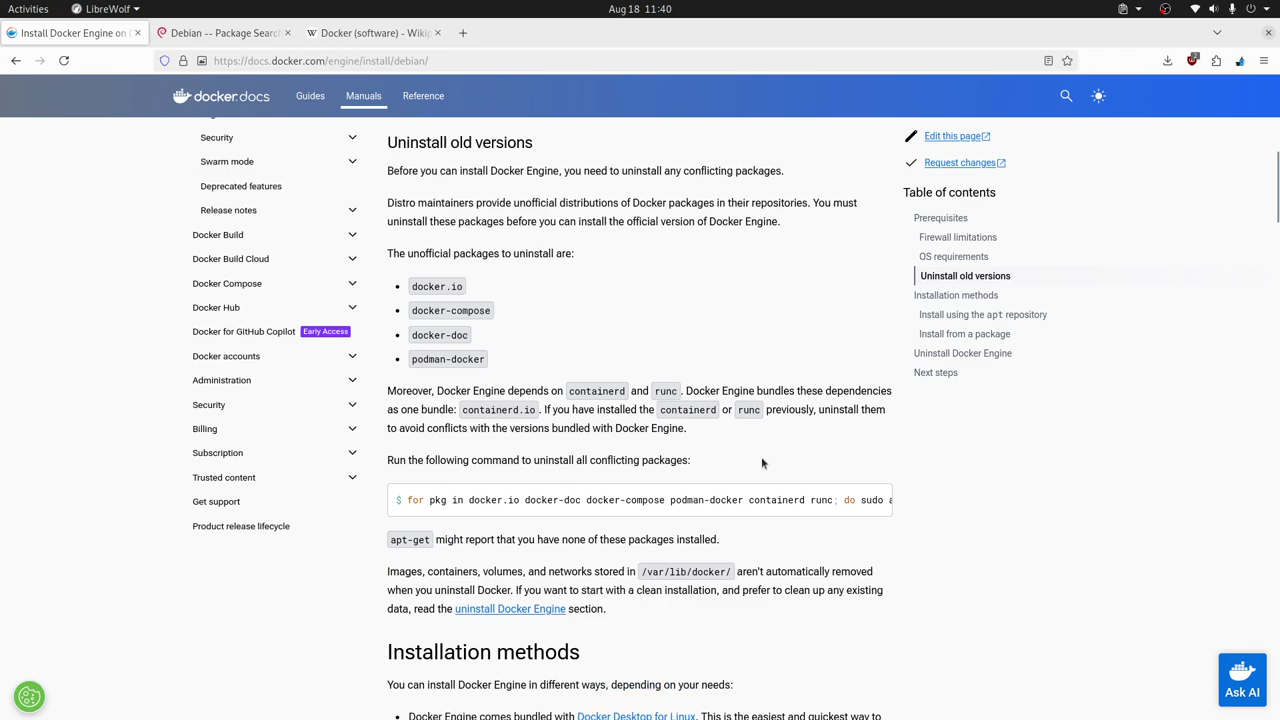 Activities
LibreWolf
Aug 18 11:40
Install Docker Engine on
Debian -- Package Search
Docker (software) - Wikip
https://docs.docker.com/engine/install/debian/
docker.docs
Guides
Manuals
Reference
Security
Swarm mode
Deprecated features
Release notes
Docker Build
Docker Build Cloud
Docker Compose
Docker Hub
Docker for GitHub Copilot Early Access
Docker accounts
Administration
Security
Billing
Subscription
Trusted content
Get support
Product release lifecycle
Uninstall old versions
Before you can install Docker Engine, you need to uninstall any conflicting packages.
Distro maintainers provide unofficial distributions of Docker packages in their repositories. You must
uninstall these packages before you can install the official version of Docker Engine.
The unofficial packages to uninstall are:
docker.io
docker-compose
docker-doc
podman-docker
Moreover, Docker Engine depends on containerd and runc. Docker Engine bundles these dependencies
as one bundle: containerd.io. If you have installed the containerd or runc previously, uninstall them
to avoid conflicts with the versions bundled with Docker Engine.
Run the following command to uninstall all conflicting packages:
$ for pkg in docker.io docker-doc docker-compose podman-docker containerd runc; do sudo a
apt-get might report that you have none of these packages installed.
Images, containers, volumes, and networks stored in /var/lib/docker/ aren't automatically removed
when you uninstall Docker. If you want to start with a clean installation, and prefer to clean up any existing
data, read the uninstall Docker Engine section.
Installation methods
You can install Docker Engine in different ways, depending on your needs:
Docker Engine comes bundled with Docker Desktop for Linux. This is the easiest and quickest way to
Edit this page
Request changes
Table of contents
Prerequisites
Firewall limitations
OS requirements
Uninstall old versions
Installation methods
Install using the apt repository
Install from a package
Uninstall Docker Engine
Next steps
Ask AI